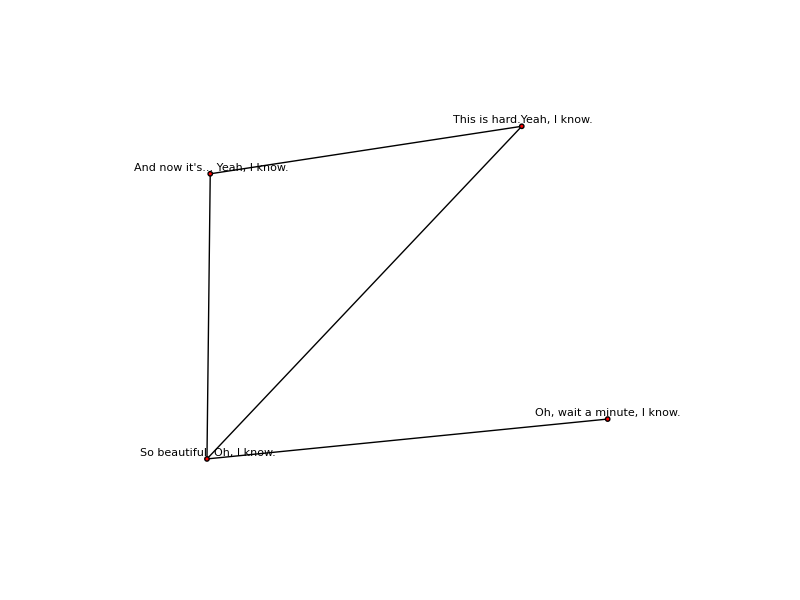 This is hard.Yeah, I know.
And now it's... Yeah, I know.
Oh, wait a minute, I know.
So beautiful. Oh, I know.